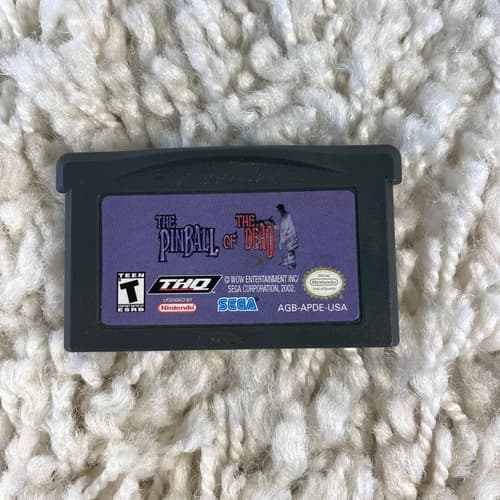 THE PINBALL OF THE DEAD
TEEN
T
ESRB
THQ
LICENSED BY
Nintendo
© WOW ENTERTAINMENT INC/
SEGA CORPORATION, 2002.
SEGA
Nintendo
AGB-APDE-USA